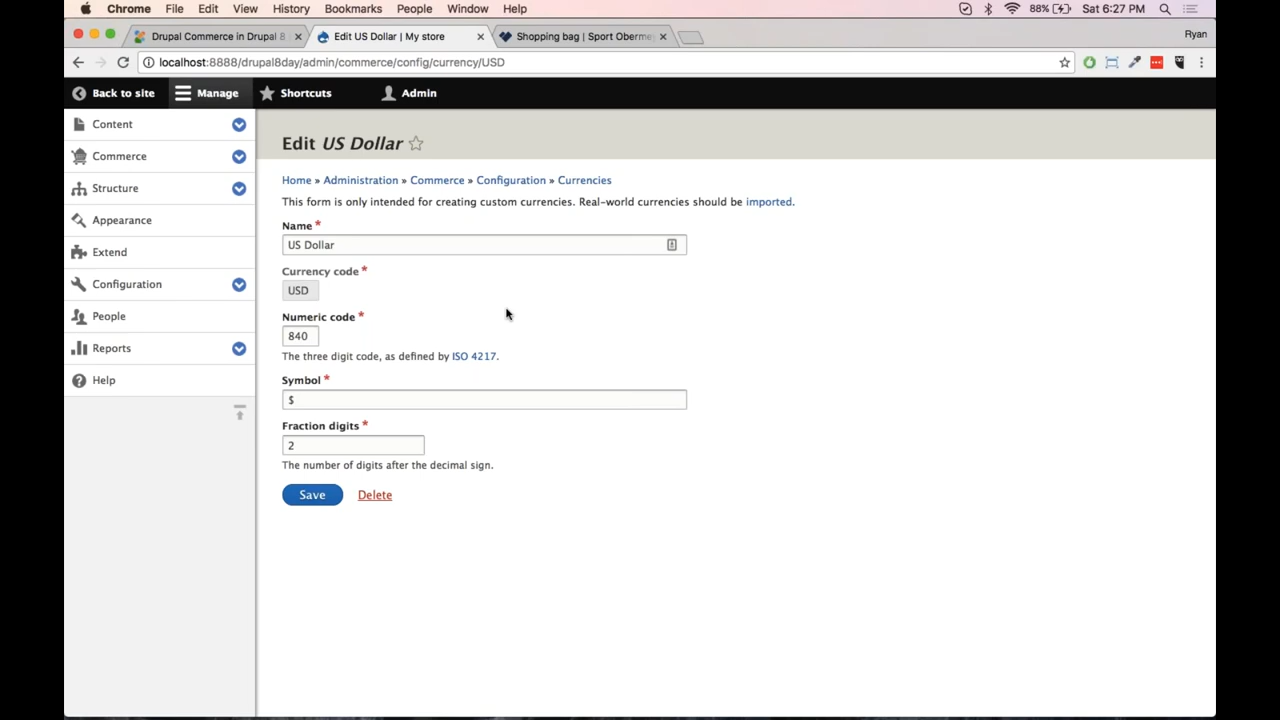 Chrome File Edit View History Bookmarks People Window Help 88% Sat 6:27 PM
Drupal Commerce in Drupal 8 Edit US Dollar | My store Shopping bag | Sport Oberme Ryan
localhost:8888/drupal8day/admin/commerce/config/currency/USD
Back to site Manage Shortcuts Admin
Content
Commerce
Structure
Appearance
Extend
Configuration
People
Reports
Help
Edit US Dollar
Home » Administration » Commerce » Configuration » Currencies
This form is only intended for creating custom currencies. Real-world currencies should be imported.
Name *
US Dollar
Currency code *
USD
Numeric code *
840
The three digit code, as defined by ISO 4217.
Symbol *
$
Fraction digits *
2
The number of digits after the decimal sign.
Save Delete